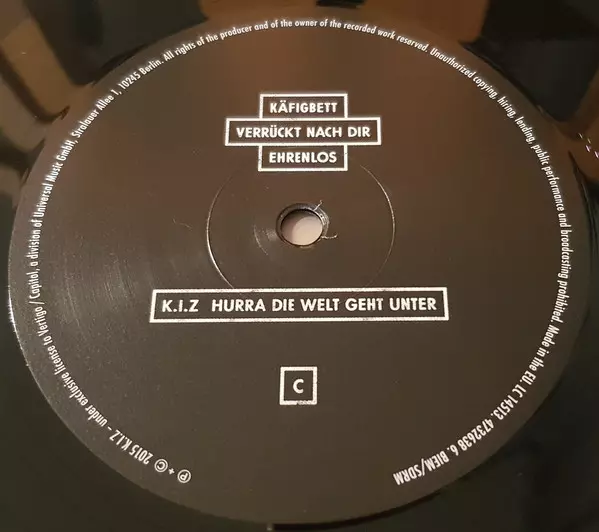 KÄFIGBETT
VERRÜCKT NACH DIR
EHRENLOS
K.I.Z HURRA DIE WELT GEHT UNTER
C
℗ + © 2015 K.I.Z - under exclusive license to Vertigo / Capitol, a division of Universal Music GmbH, Stralauer Allee 1, 10245 Berlin. All rights of the producer and of the owner of the recorded work reserved. Unauthorized copying, hiring, lending, public performance and broadcasting prohibited. Made in the EU. LC 14513. 4732638 6. BIEM/SDRM